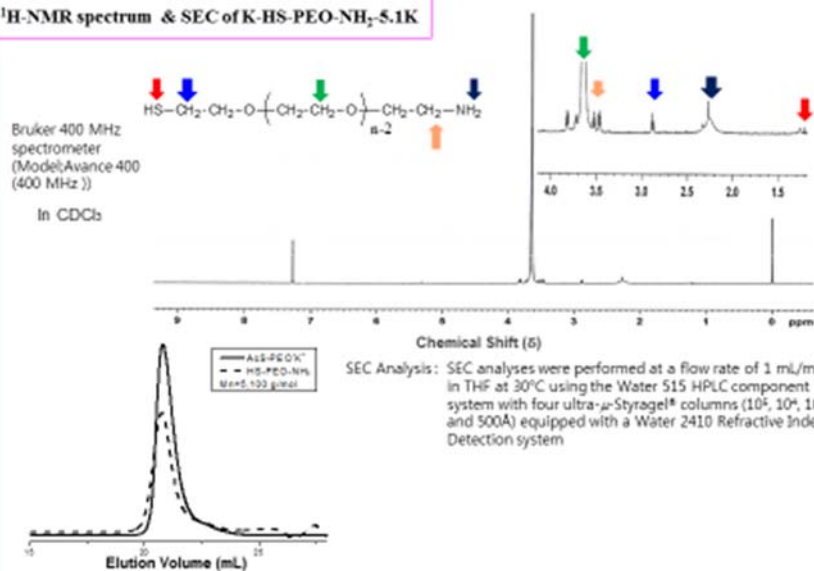 ¹H-NMR spectrum & SEC of K-HS-PEO-NH₂-5.1K
HS-CH₂-CH₂-O-(CH₂-CH₂-O)n-2-CH₂-CH₂-NH₂
Bruker 400 MHz
spectrometer
(Model;Avance 400
(400 MHz ))
In CDCl₃
4.0 3.5 3.0 2.5 2.0 1.5
9 8 7 6 5 4 3 2 1 0 ppm
Chemical Shift (δ)
HS-PEO-NH₂
Mn=5,100 g/mol
15 20 25
Elution Volume (mL)
SEC Analysis: SEC analyses were performed at a flow rate of 1 mL/m
in THF at 30°C using the Water 515 HPLC component
system with four ultra-μ-Styragel® columns (10⁵, 10⁴, 1
and 500Å) equipped with a Water 2410 Refractive Inde
Detection system